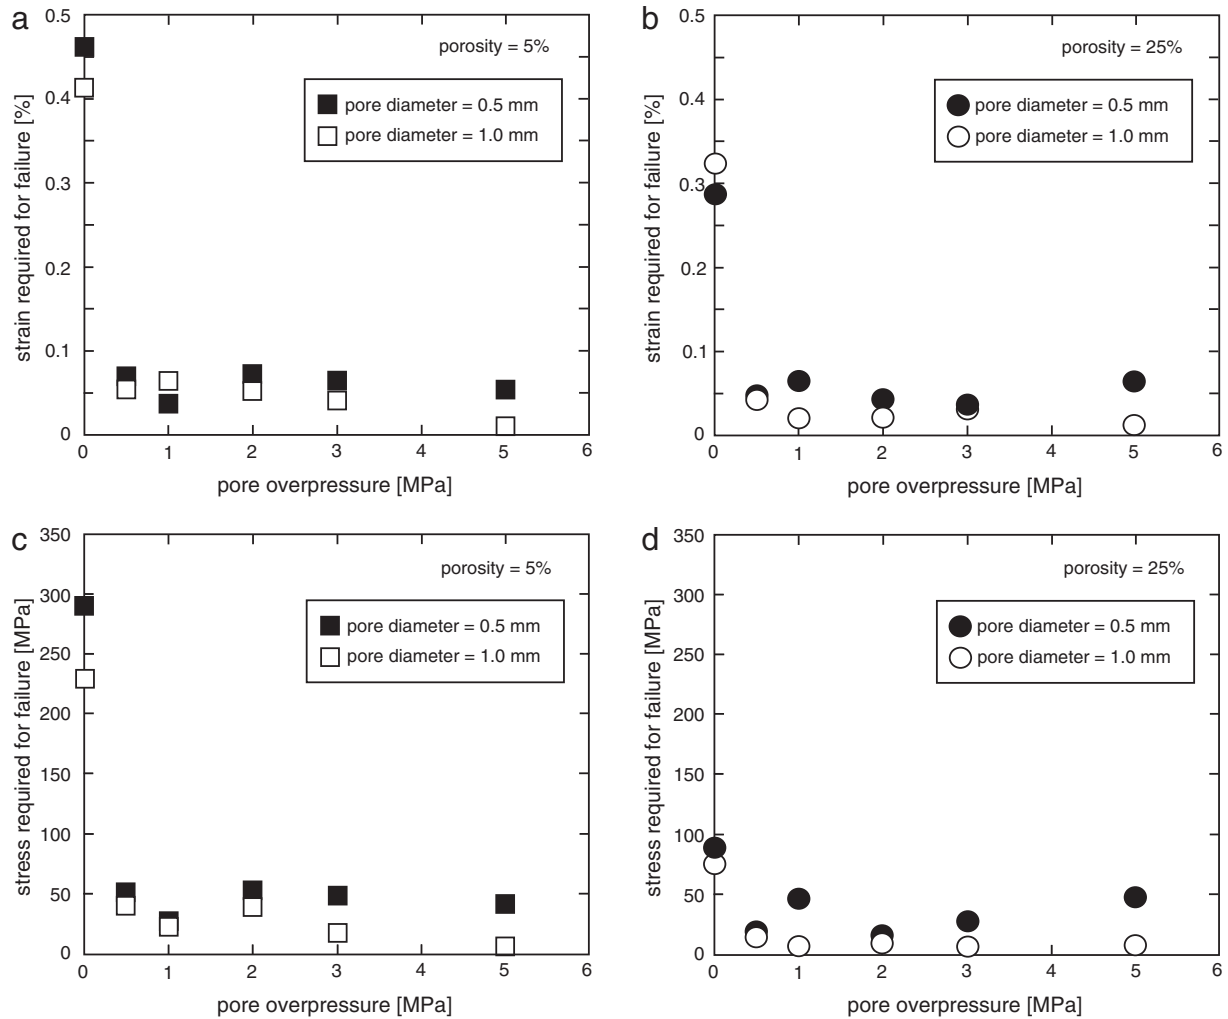 a
0.5
0.4
0.3
0.2
0.1
0
strain required for failure [%]
porosity = 5%
pore diameter = 0.5 mm
pore diameter = 1.0 mm
0 1 2 3 4 5 6
pore overpressure [MPa]
b
0.5
0.4
0.3
0.2
0.1
0
strain required for failure [%]
porosity = 25%
pore diameter = 0.5 mm
pore diameter = 1.0 mm
0 1 2 3 4 5 6
pore overpressure [MPa]
c
350
300
250
200
150
100
50
0
stress required for failure [MPa]
porosity = 5%
pore diameter = 0.5 mm
pore diameter = 1.0 mm
0 1 2 3 4 5 6
pore overpressure [MPa]
d
350
300
250
200
150
100
50
0
stress required for failure [MPa]
porosity = 25%
pore diameter = 0.5 mm
pore diameter = 1.0 mm
0 1 2 3 4 5 6
pore overpressure [MPa]